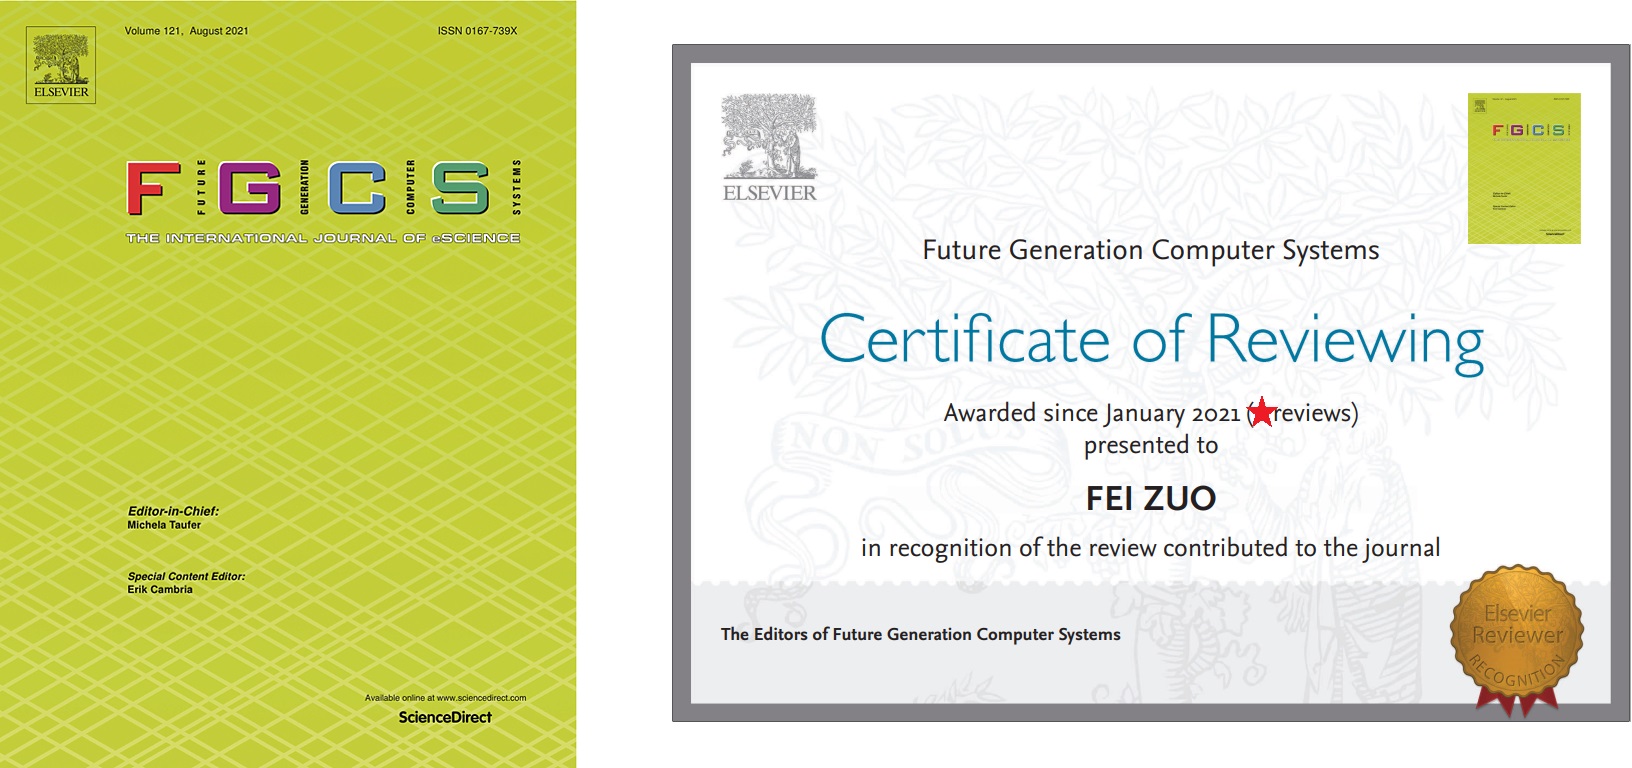 Volume 121, August 2021
ISSN 0167-739X
ELSEVIER
F FUTURE G GENERATION C COMPUTER S SYSTEMS
THE INTERNATIONAL JOURNAL OF eSCIENCE
Editor-in-Chief:
Michela Taufer
Special Content Editor:
Erik Cambria
Available online at www.sciencedirect.com
ScienceDirect
ELSEVIER
F G C S
Future Generation Computer Systems
Certificate of Reviewing
Awarded since January 2021 ( reviews)
presented to
NON SOLUS
FEI ZUO
in recognition of the review contributed to the journal
The Editors of Future Generation Computer Systems
Elsevier
Reviewer
RECOGNITION